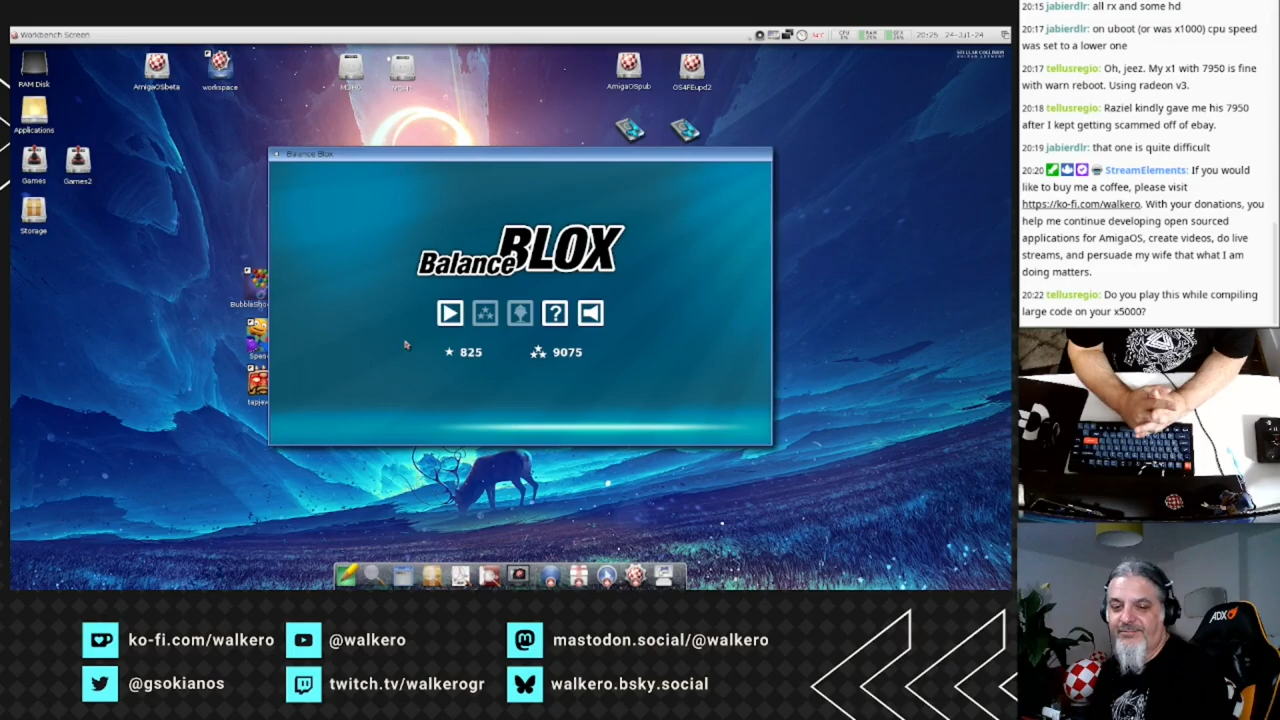 Workbench Screen
CPU
RAM
20:25 24-Jul-24
RAM Disk
AmigaOSbeta
workspace
AmigaOSpub
OS4FEupd2
Applications
Games
Games2
Storage
Balance Blox
Balance BLOX
?
825
9075
20:15 jabierdlr: all rx and some hd
20:17 jabierdlr: on uboot (or was x1000) cpu speed
was set to a lower one
20:17 tellusregio: Oh, jeez. My x1 with 7950 is fine
with warn reboot. Using radeon v3.
20:18 tellusregio: Raziel kindly gave me his 7950
after I kept getting scammed off of ebay.
20:19 jabierdlr: that one is quite difficult
20:20 StreamElements: If you would
like to buy me a coffee, please visit
https://ko-fi.com/walkero. With your donations, you
help me continue developing open sourced
applications for AmigaOS, create videos, do live
streams, and persuade my wife that what I am
doing matters.
20:22 tellusregio: Do you play this while compiling
large code on your x5000?
ADX
ko-fi.com/walkero
@walkero
mastodon.social/@walkero
@gsokianos
twitch.tv/walkerogr
walkero.bsky.social